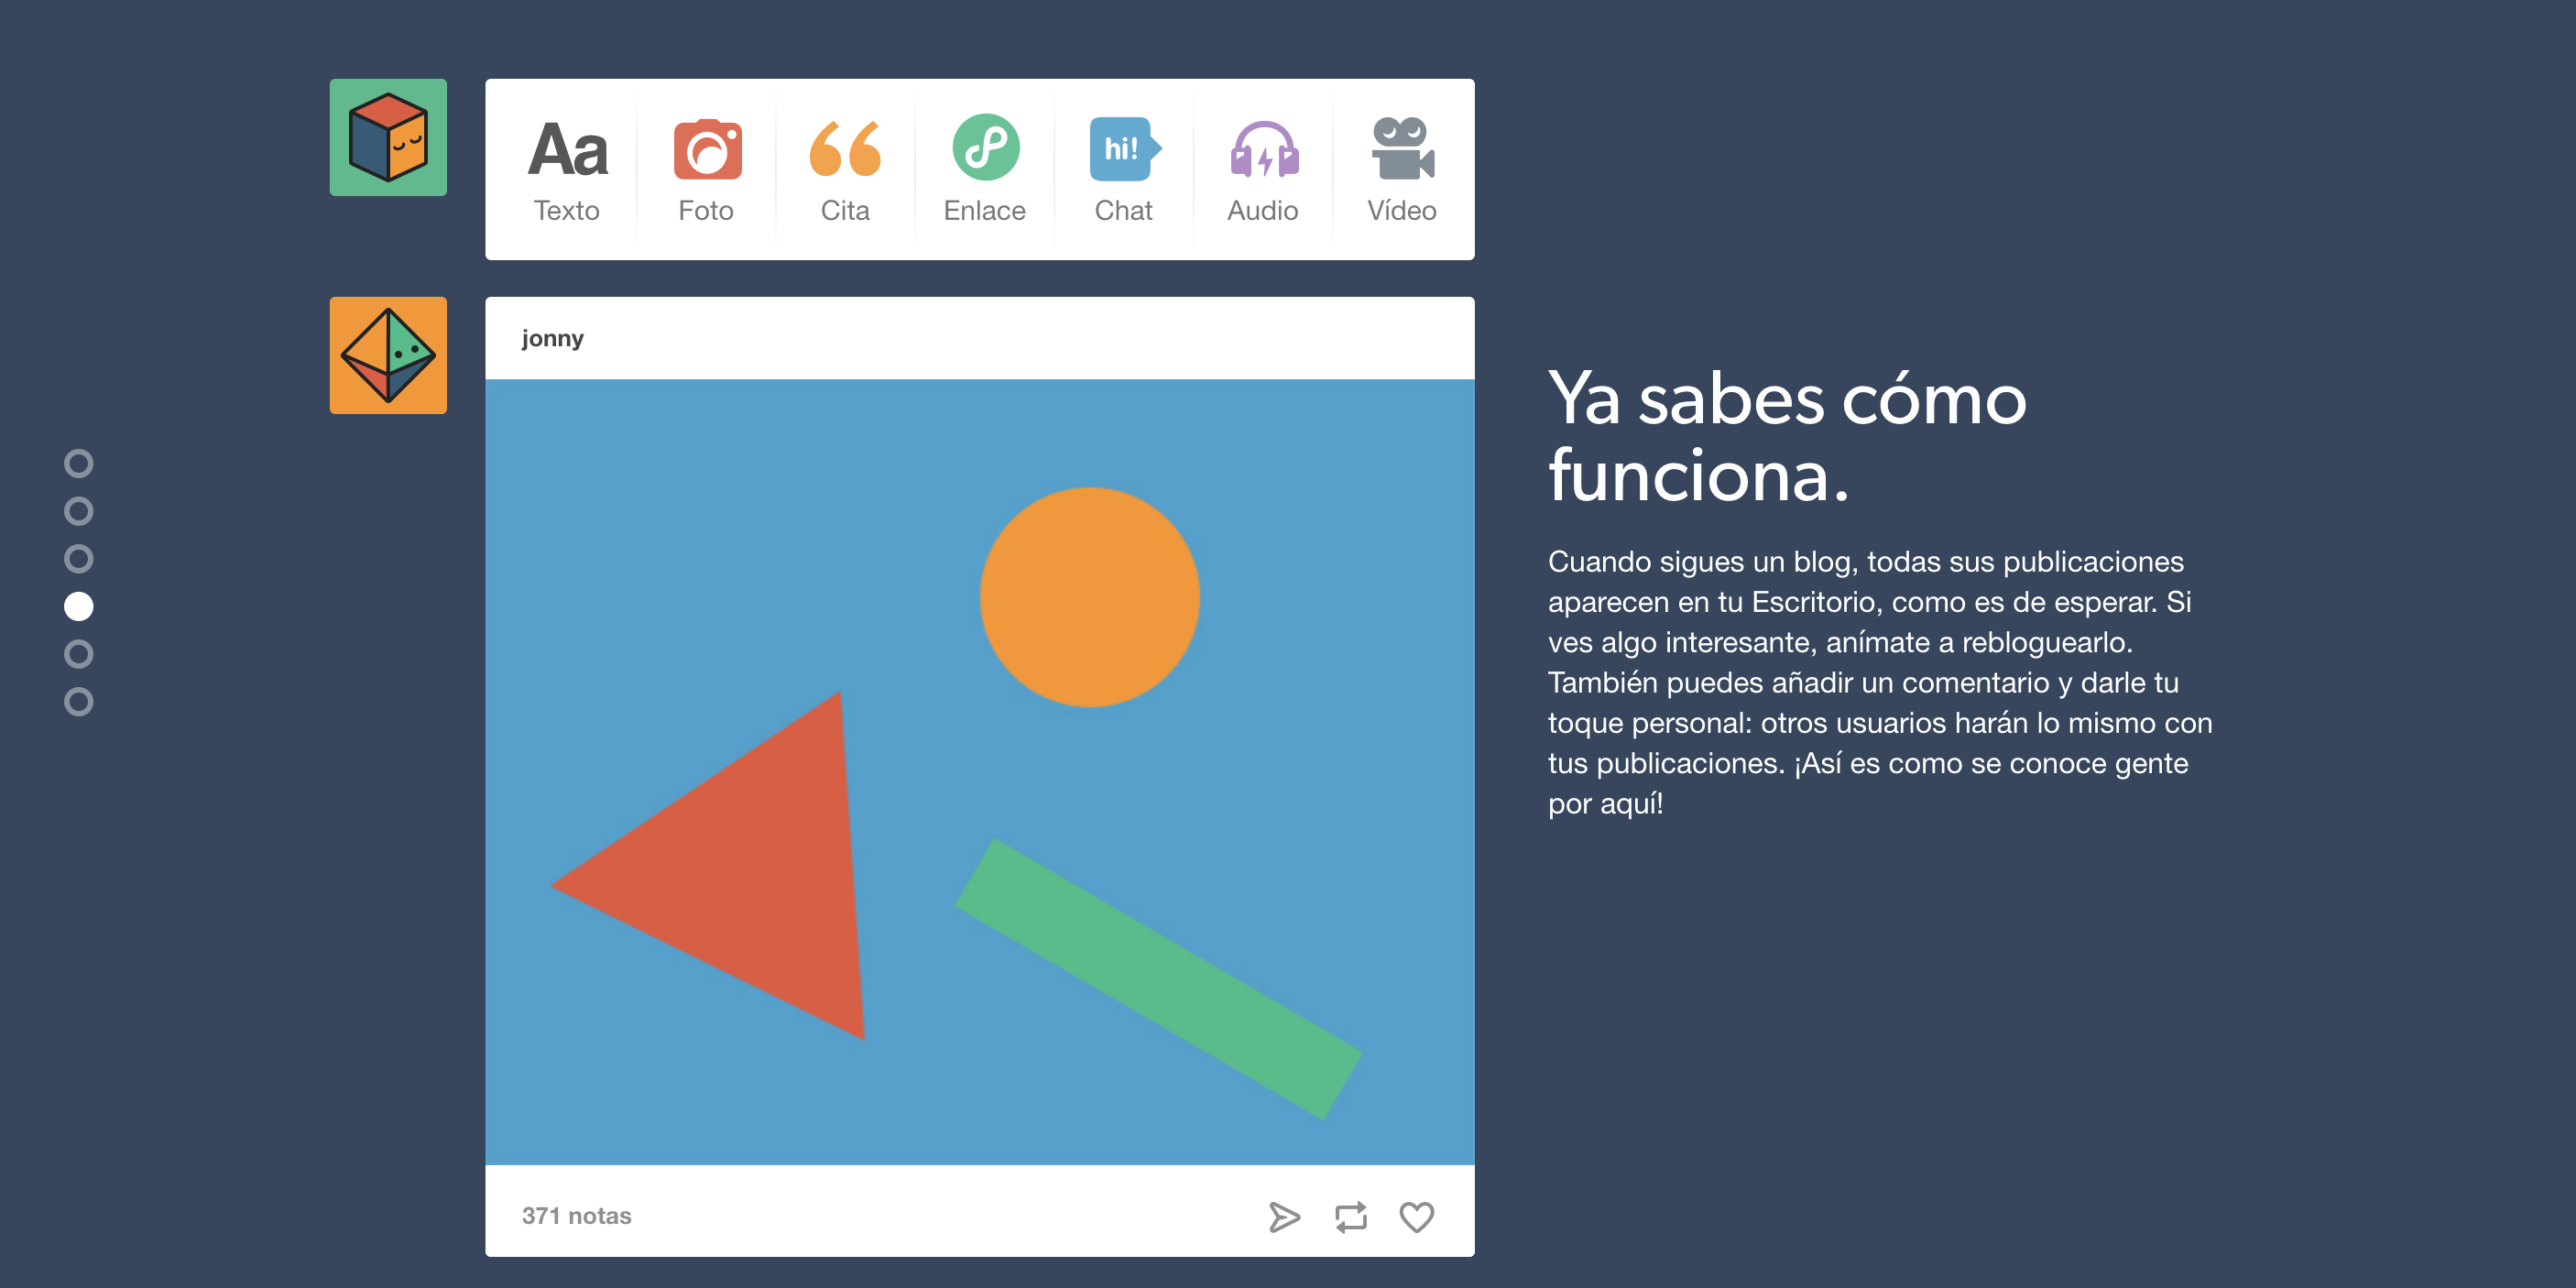 Aa
hi!
Texto Foto Cita Enlace Chat Audio Vídeo
jonny
371 notas
Ya sabes cómo
funciona.
Cuando sigues un blog, todas sus publicaciones
aparecen en tu Escritorio, como es de esperar. Si
ves algo interesante, anímate a rebloguearlo.
También puedes añadir un comentario y darle tu
toque personal: otros usuarios harán lo mismo con
tus publicaciones. ¡Así es como se conoce gente
por aquí!